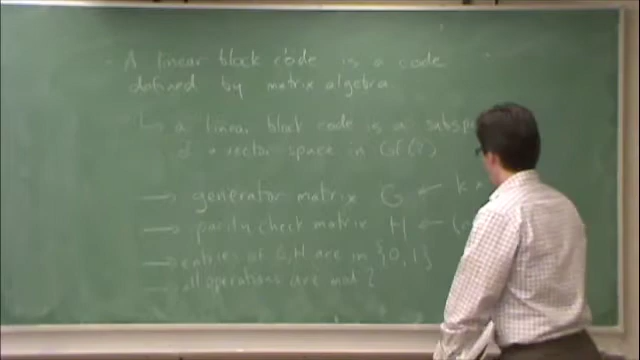 A linear block code is a code
defined by matrix algebra.
↳ a linear block code is a subsp
of a vector space in GF(2)
→ generator matrix G ← k ×
→ parity check matrix H ← (n
→ entries of G, H are in {0, 1}
→ all operations are mod 2